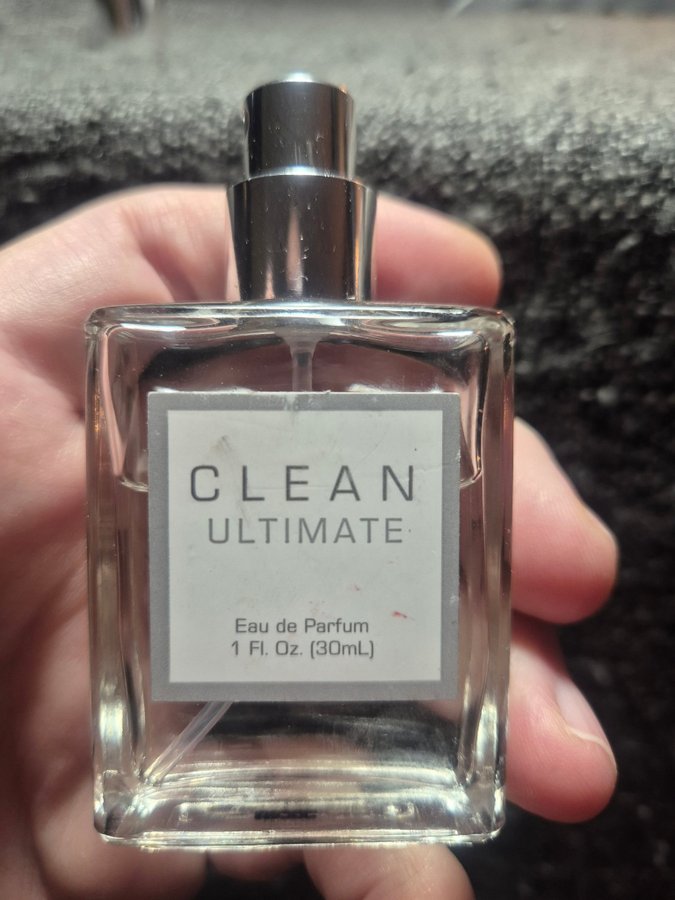 CLEAN
ULTIMATE
Eau de Parfum
1 Fl. Oz. (30mL)